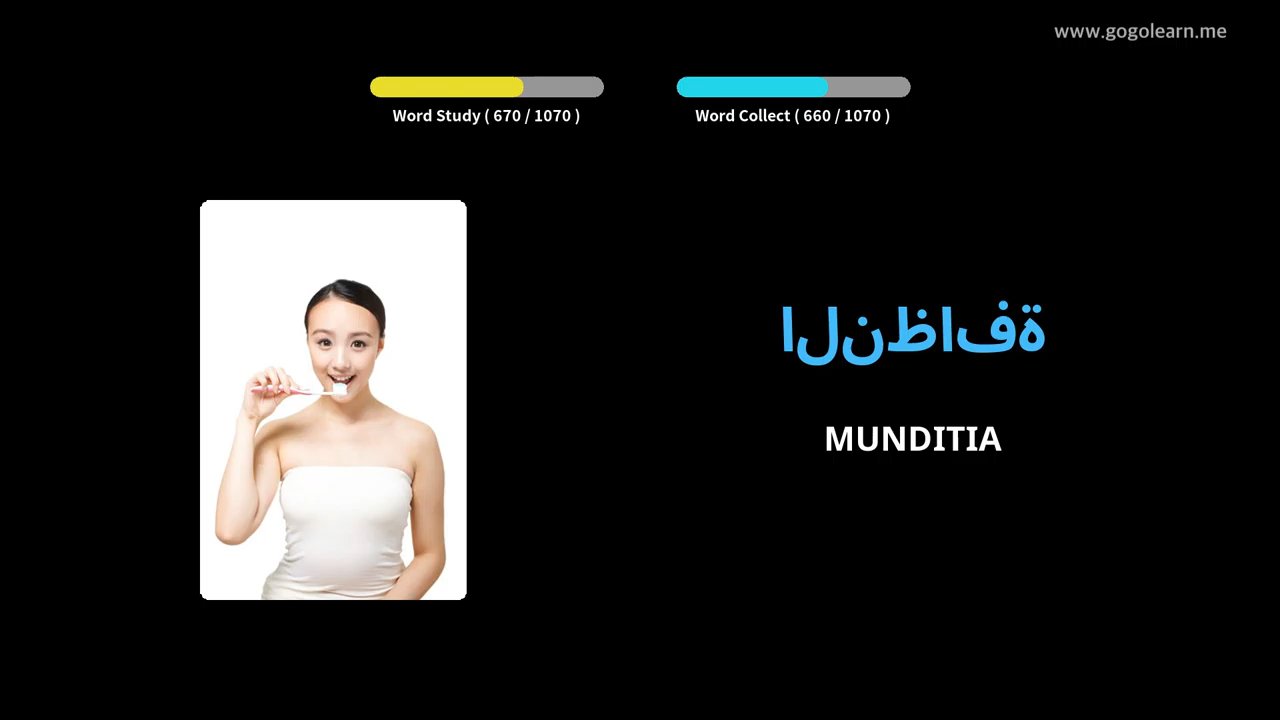 www.gogolearn.me
Word Study ( 670 / 1070 )
Word Collect ( 660 / 1070 )
النظافة
MUNDITIA